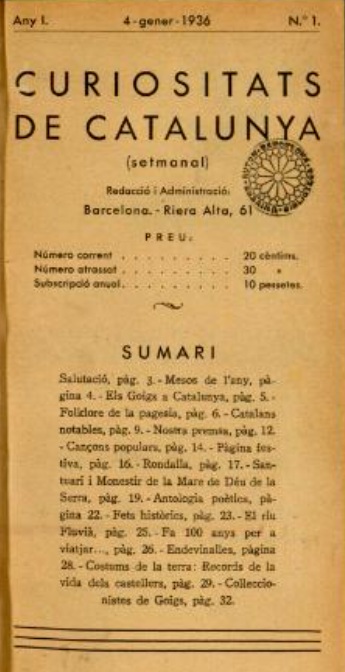 Any I. 4-gener-1936 N.° 1.
CURIOSITATS
DE CATALUNYA
(setmanal)
Redacció i Administració:
Barcelona. - Riera Alta, 61
PREU:
Número corrent . . . . . . . . . 20 cèntims.
Número atrassat . . . . . . . . . 30 »
Subscripció anual . . . . . . . . . 10 pessetes.
SUMARI
Salutació, pàg. 3. - Mesos de l'any, pà-
gina 4. - Els Goigs a Catalunya, pàg. 5. -
Folklore de la pagesia, pàg. 6. - Catalans
notables, pàg. 9. - Nostra premsa, pàg. 12.
- Cançons populars, pàg. 14. - Pàgina fes-
tiva, pàg. 16. - Rondalla, pàg. 17. - San-
tuari i Monestir de la Mare de Déu de la
Serra, pàg. 19. - Antologia poètica, pà-
gina 22. - Fets històrics, pàg. 23. - El riu
Fluvià, pàg. 25. - Fa 100 anys per a
viatjar..., pàg. 26. - Endevinalles, pàgina
28. - Costums de la terra: Records de la
vida dels castellers, pàg. 29. - Colleccio-
nistes de Goigs, pàg. 32.